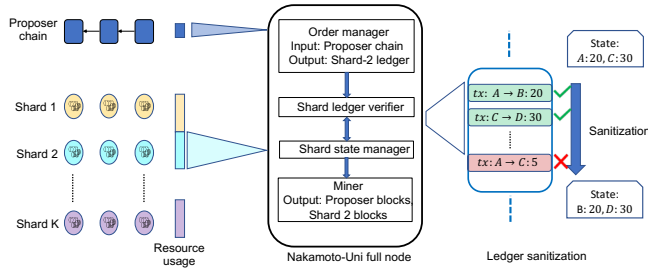 Proposer
chain
Shard 1
Shard 2
Shard K
Resource
usage
Order manager
Input: Proposer chain
Output: Shard-2 ledger
Shard ledger verifier
Shard state manager
Miner
Output: Proposer blocks,
Shard 2 blocks
Nakamoto-Uni full node
State:
A: 20, C: 30
tx: A → B: 20
tx: C → D: 30
tx: A → C: 5
Sanitization
State:
B: 20, D: 30
Ledger sanitization